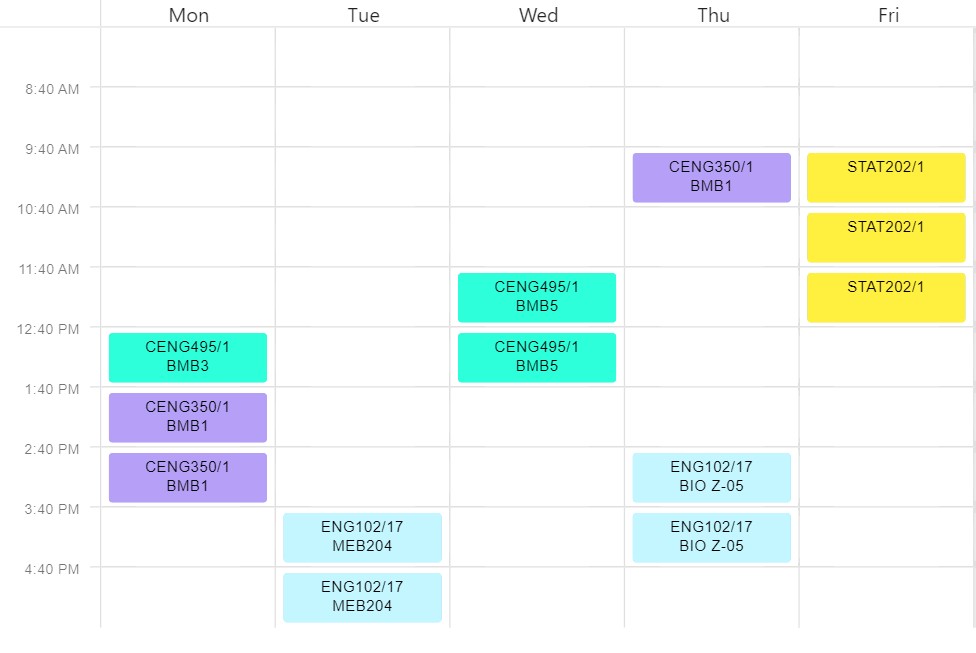 Mon Tue Wed Thu Fri
8:40 AM
9:40 AM
CENG350/1
BMB1
STAT202/1
10:40 AM
STAT202/1
11:40 AM
CENG495/1
BMB5
STAT202/1
12:40 PM
CENG495/1
BMB3
CENG495/1
BMB5
1:40 PM
CENG350/1
BMB1
2:40 PM
CENG350/1
BMB1
ENG102/17
BIO Z-05
3:40 PM
ENG102/17
MEB204
ENG102/17
BIO Z-05
4:40 PM
ENG102/17
MEB204